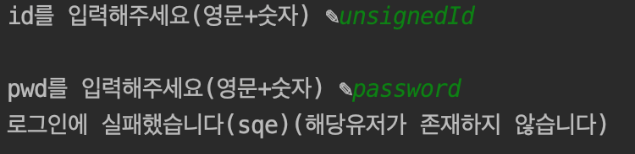 id를 입력해주세요(영문+숫자) ✎unsignedId
pwd를 입력해주세요(영문+숫자) ✎password
로그인에 실패했습니다(sqe)(해당유저가 존재하지 않습니다)